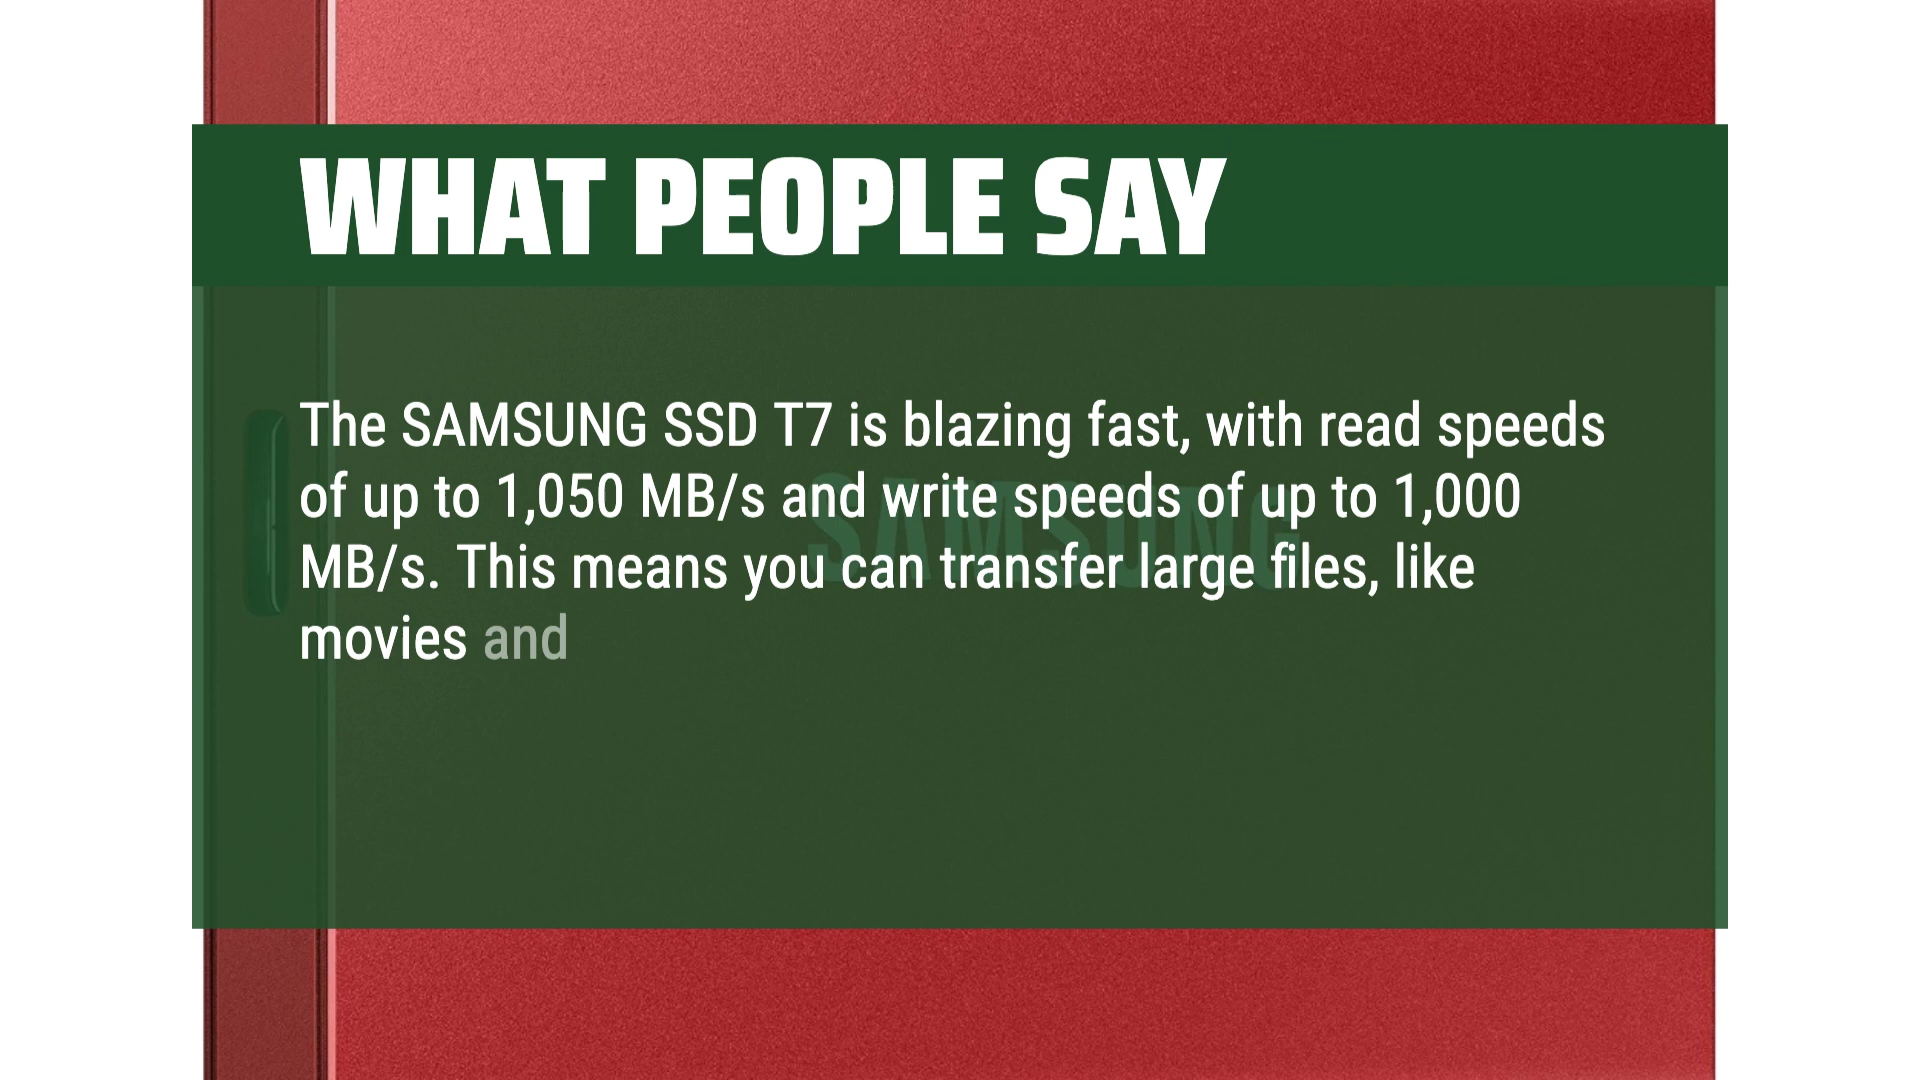 WHAT PEOPLE SAY
The SAMSUNG SSD T7 is blazing fast, with read speeds
of up to 1,050 MB/s and write speeds of up to 1,000
MB/s. This means you can transfer large files, like
movies and
SAMSUNG